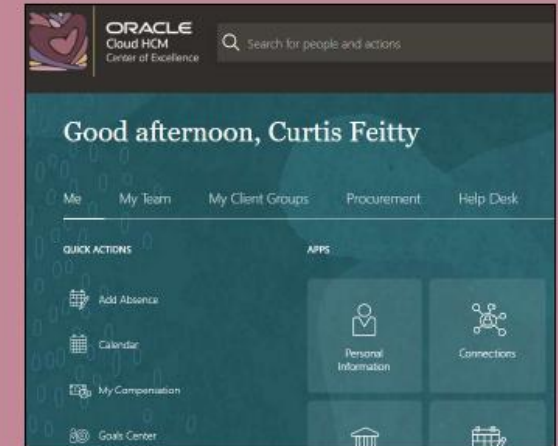 ORACLE
Cloud HCM
Center of Excellence
Search for people and actions
Good afternoon, Curtis Feitty
Me My Team My Client Groups Procurement Help Desk
QUICK ACTIONS APPS
Add Absence
Calendar
Personal Information
Connections
My Compensation
Goals Center